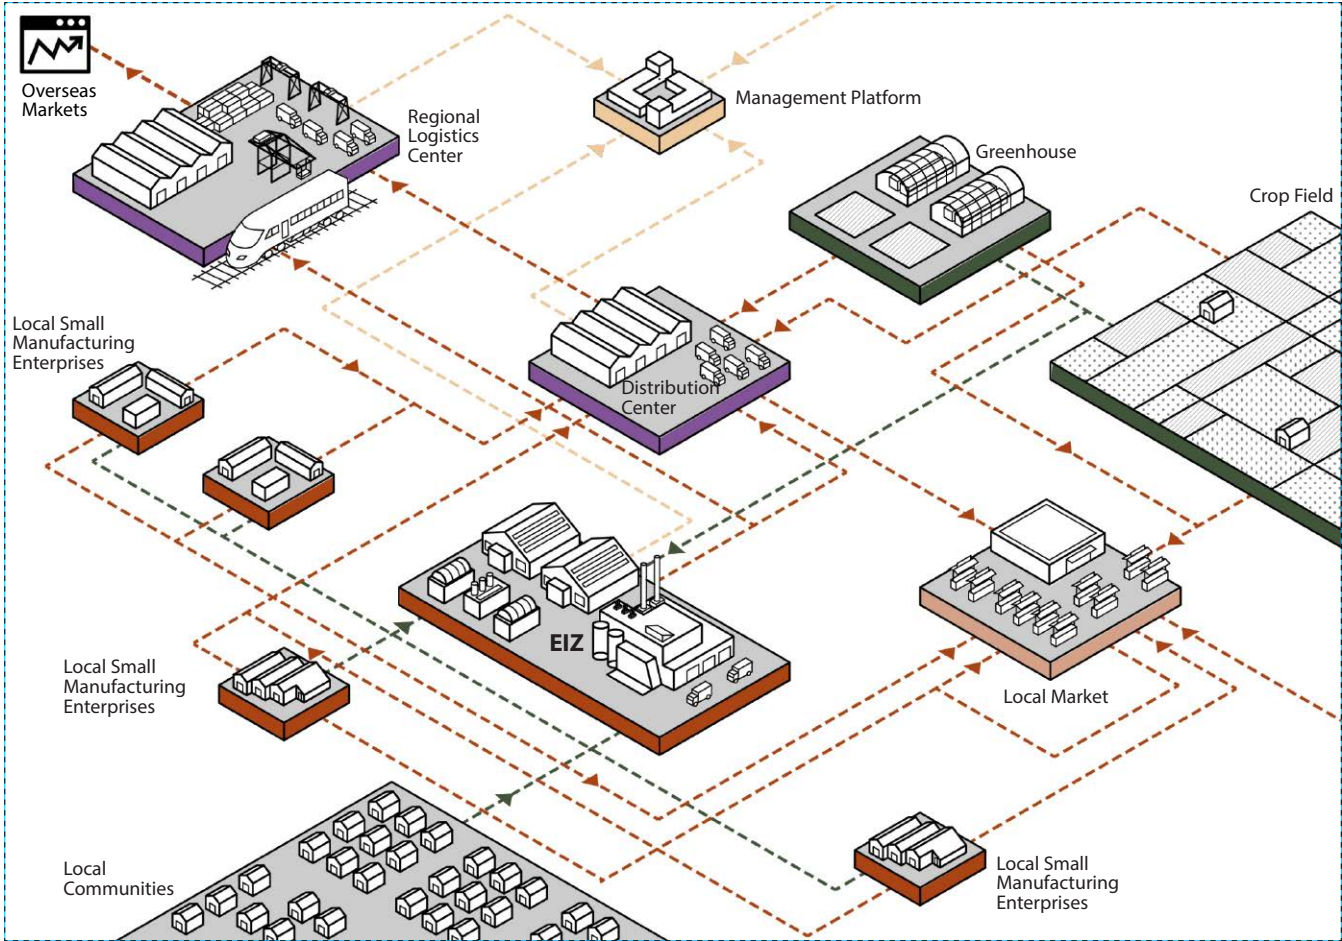 Overseas
Markets
Regional
Logistics
Center
Management Platform
Greenhouse
Crop Field
Local Small
Manufacturing
Enterprises
Distribution
Center
EIZ
Local Small
Manufacturing
Enterprises
Local Market
Local
Communities
Local Small
Manufacturing
Enterprises